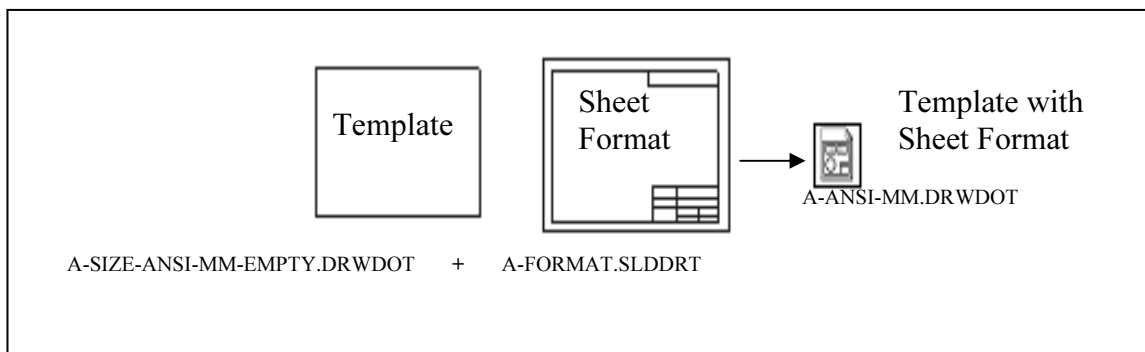 Template
Sheet
Format
Template with
Sheet Format
A-ANSI-MM.DRWDOT
A-SIZE-ANSI-MM-EMPTY.DRWDOT + A-FORMAT.SLDDRT